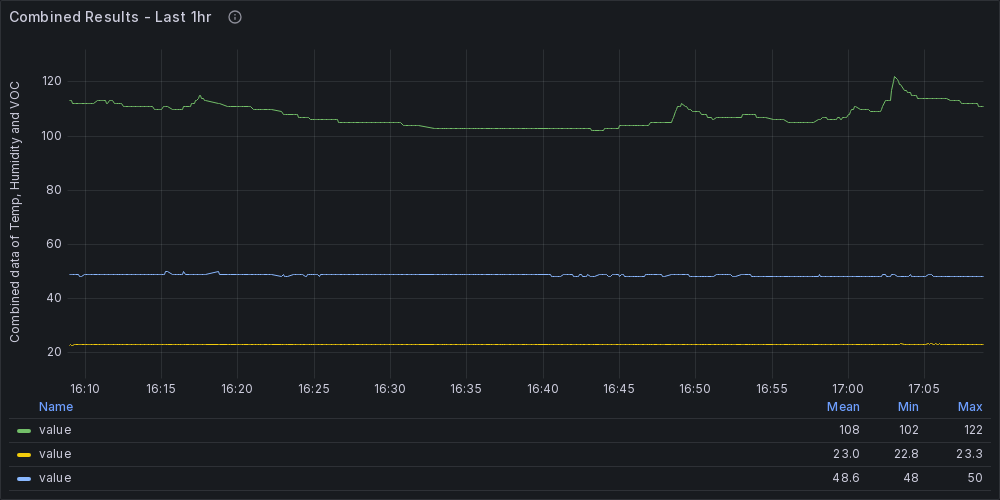 Combined Results - Last 1hr
Combined data of Temp, Humidity and VOC
120
100
80
60
40
20
16:10 16:15 16:20 16:25 16:30 16:35 16:40 16:45 16:50 16:55 17:00 17:05
Name Mean Min Max
value 108 102 122
value 23.0 22.8 23.3
value 48.6 48 50